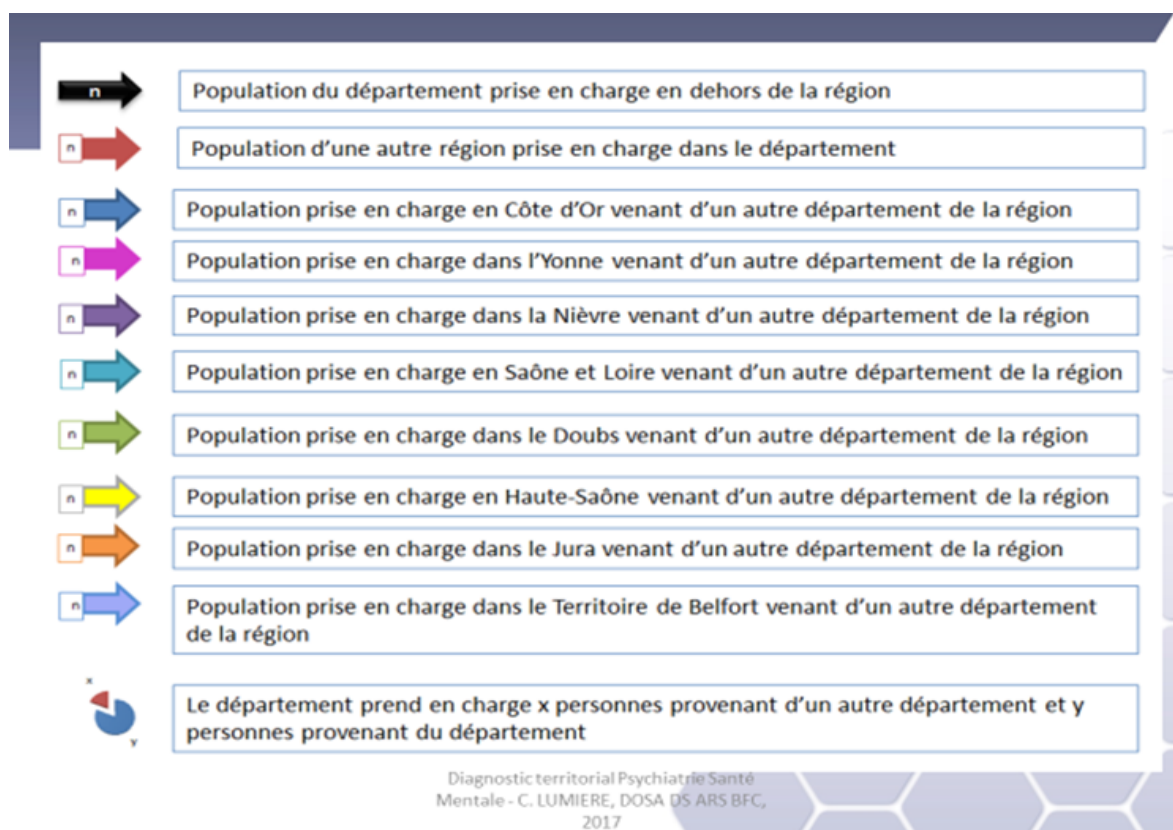 n Population du département prise en charge en dehors de la région
n Population d'une autre région prise en charge dans le département
n Population prise en charge en Côte d'Or venant d'un autre département de la région
n Population prise en charge dans l'Yonne venant d'un autre département de la région
n Population prise en charge dans la Nièvre venant d'un autre département de la région
n Population prise en charge en Saône et Loire venant d'un autre département de la région
n Population prise en charge dans le Doubs venant d'un autre département de la région
n Population prise en charge en Haute-Saône venant d'un autre département de la région
n Population prise en charge dans le Jura venant d'un autre département de la région
n Population prise en charge dans le Territoire de Belfort venant d'un autre département
de la région
x
Le département prend en charge x personnes provenant d'un autre département et y
personnes provenant du département
y
Diagnostic territorial Psychiatrie Santé
Mentale - C. LUMIERE, DOSA DS ARS BFC,
2017